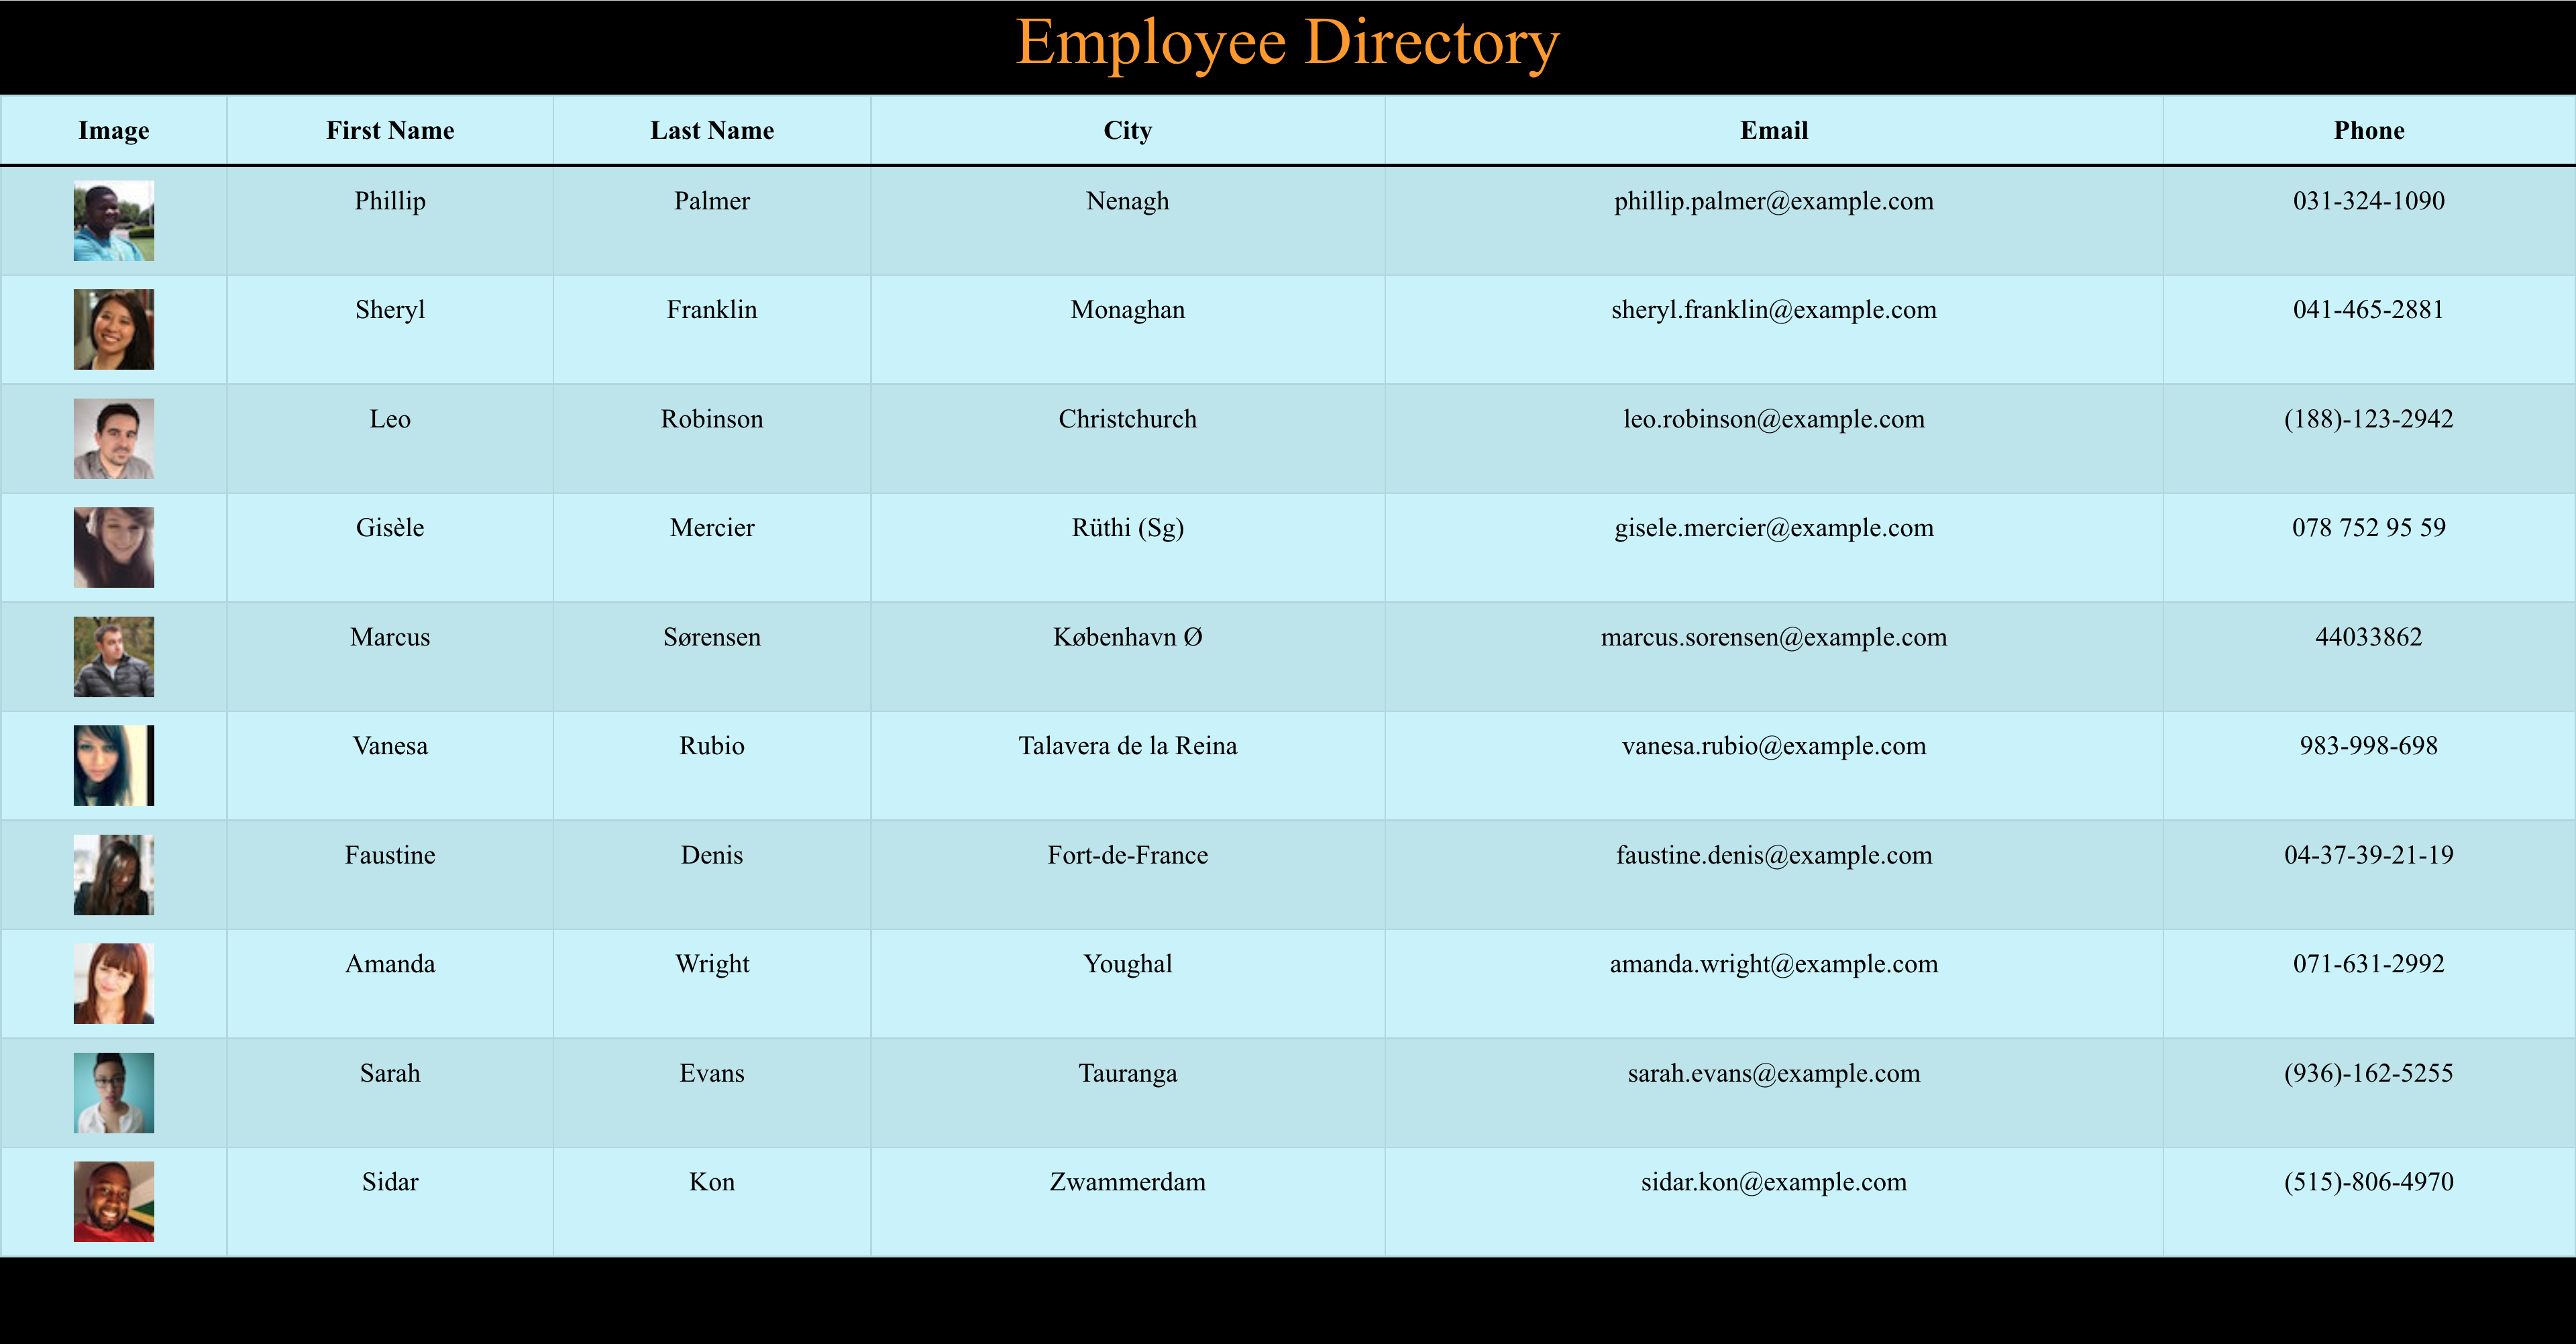 Employee Directory
Image First Name Last Name City Email Phone
Phillip Palmer Nenagh phillip.palmer@example.com 031-324-1090
Sheryl Franklin Monaghan sheryl.franklin@example.com 041-465-2881
Leo Robinson Christchurch leo.robinson@example.com (188)-123-2942
Gisèle Mercier Rüthi (Sg) gisele.mercier@example.com 078 752 95 59
Marcus Sørensen København Ø marcus.sorensen@example.com 44033862
Vanesa Rubio Talavera de la Reina vanesa.rubio@example.com 983-998-698
Faustine Denis Fort-de-France faustine.denis@example.com 04-37-39-21-19
Amanda Wright Youghal amanda.wright@example.com 071-631-2992
Sarah Evans Tauranga sarah.evans@example.com (936)-162-5255
Sidar Kon Zwammerdam sidar.kon@example.com (515)-806-4970